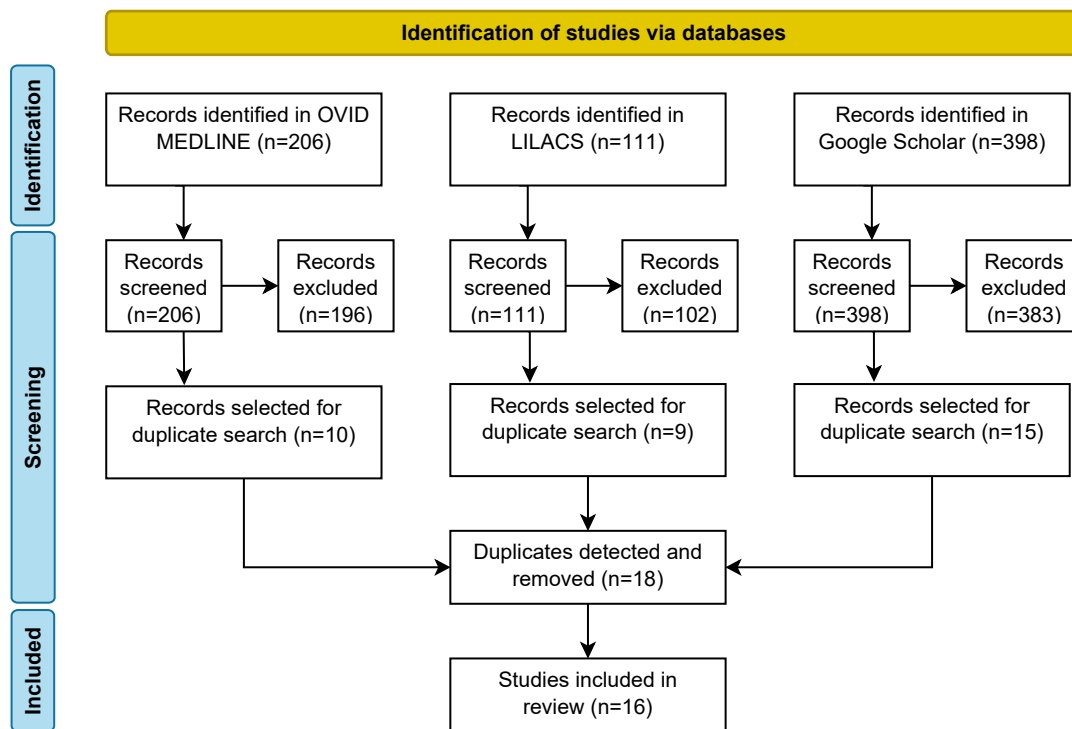 Identification of studies via databases
Identification
Records identified in OVID
MEDLINE (n=206)
Records identified in
LILACS (n=111)
Records identified in
Google Scholar (n=398)
Screening
Records
screened
(n=206)
Records
excluded
(n=196)
Records
screened
(n=111)
Records
excluded
(n=102)
Records
screened
(n=398)
Records
excluded
(n=383)
Records selected for
duplicate search (n=10)
Records selected for
duplicate search (n=9)
Records selected for
duplicate search (n=15)
Duplicates detected and
removed (n=18)
Included
Studies included in
review (n=16)